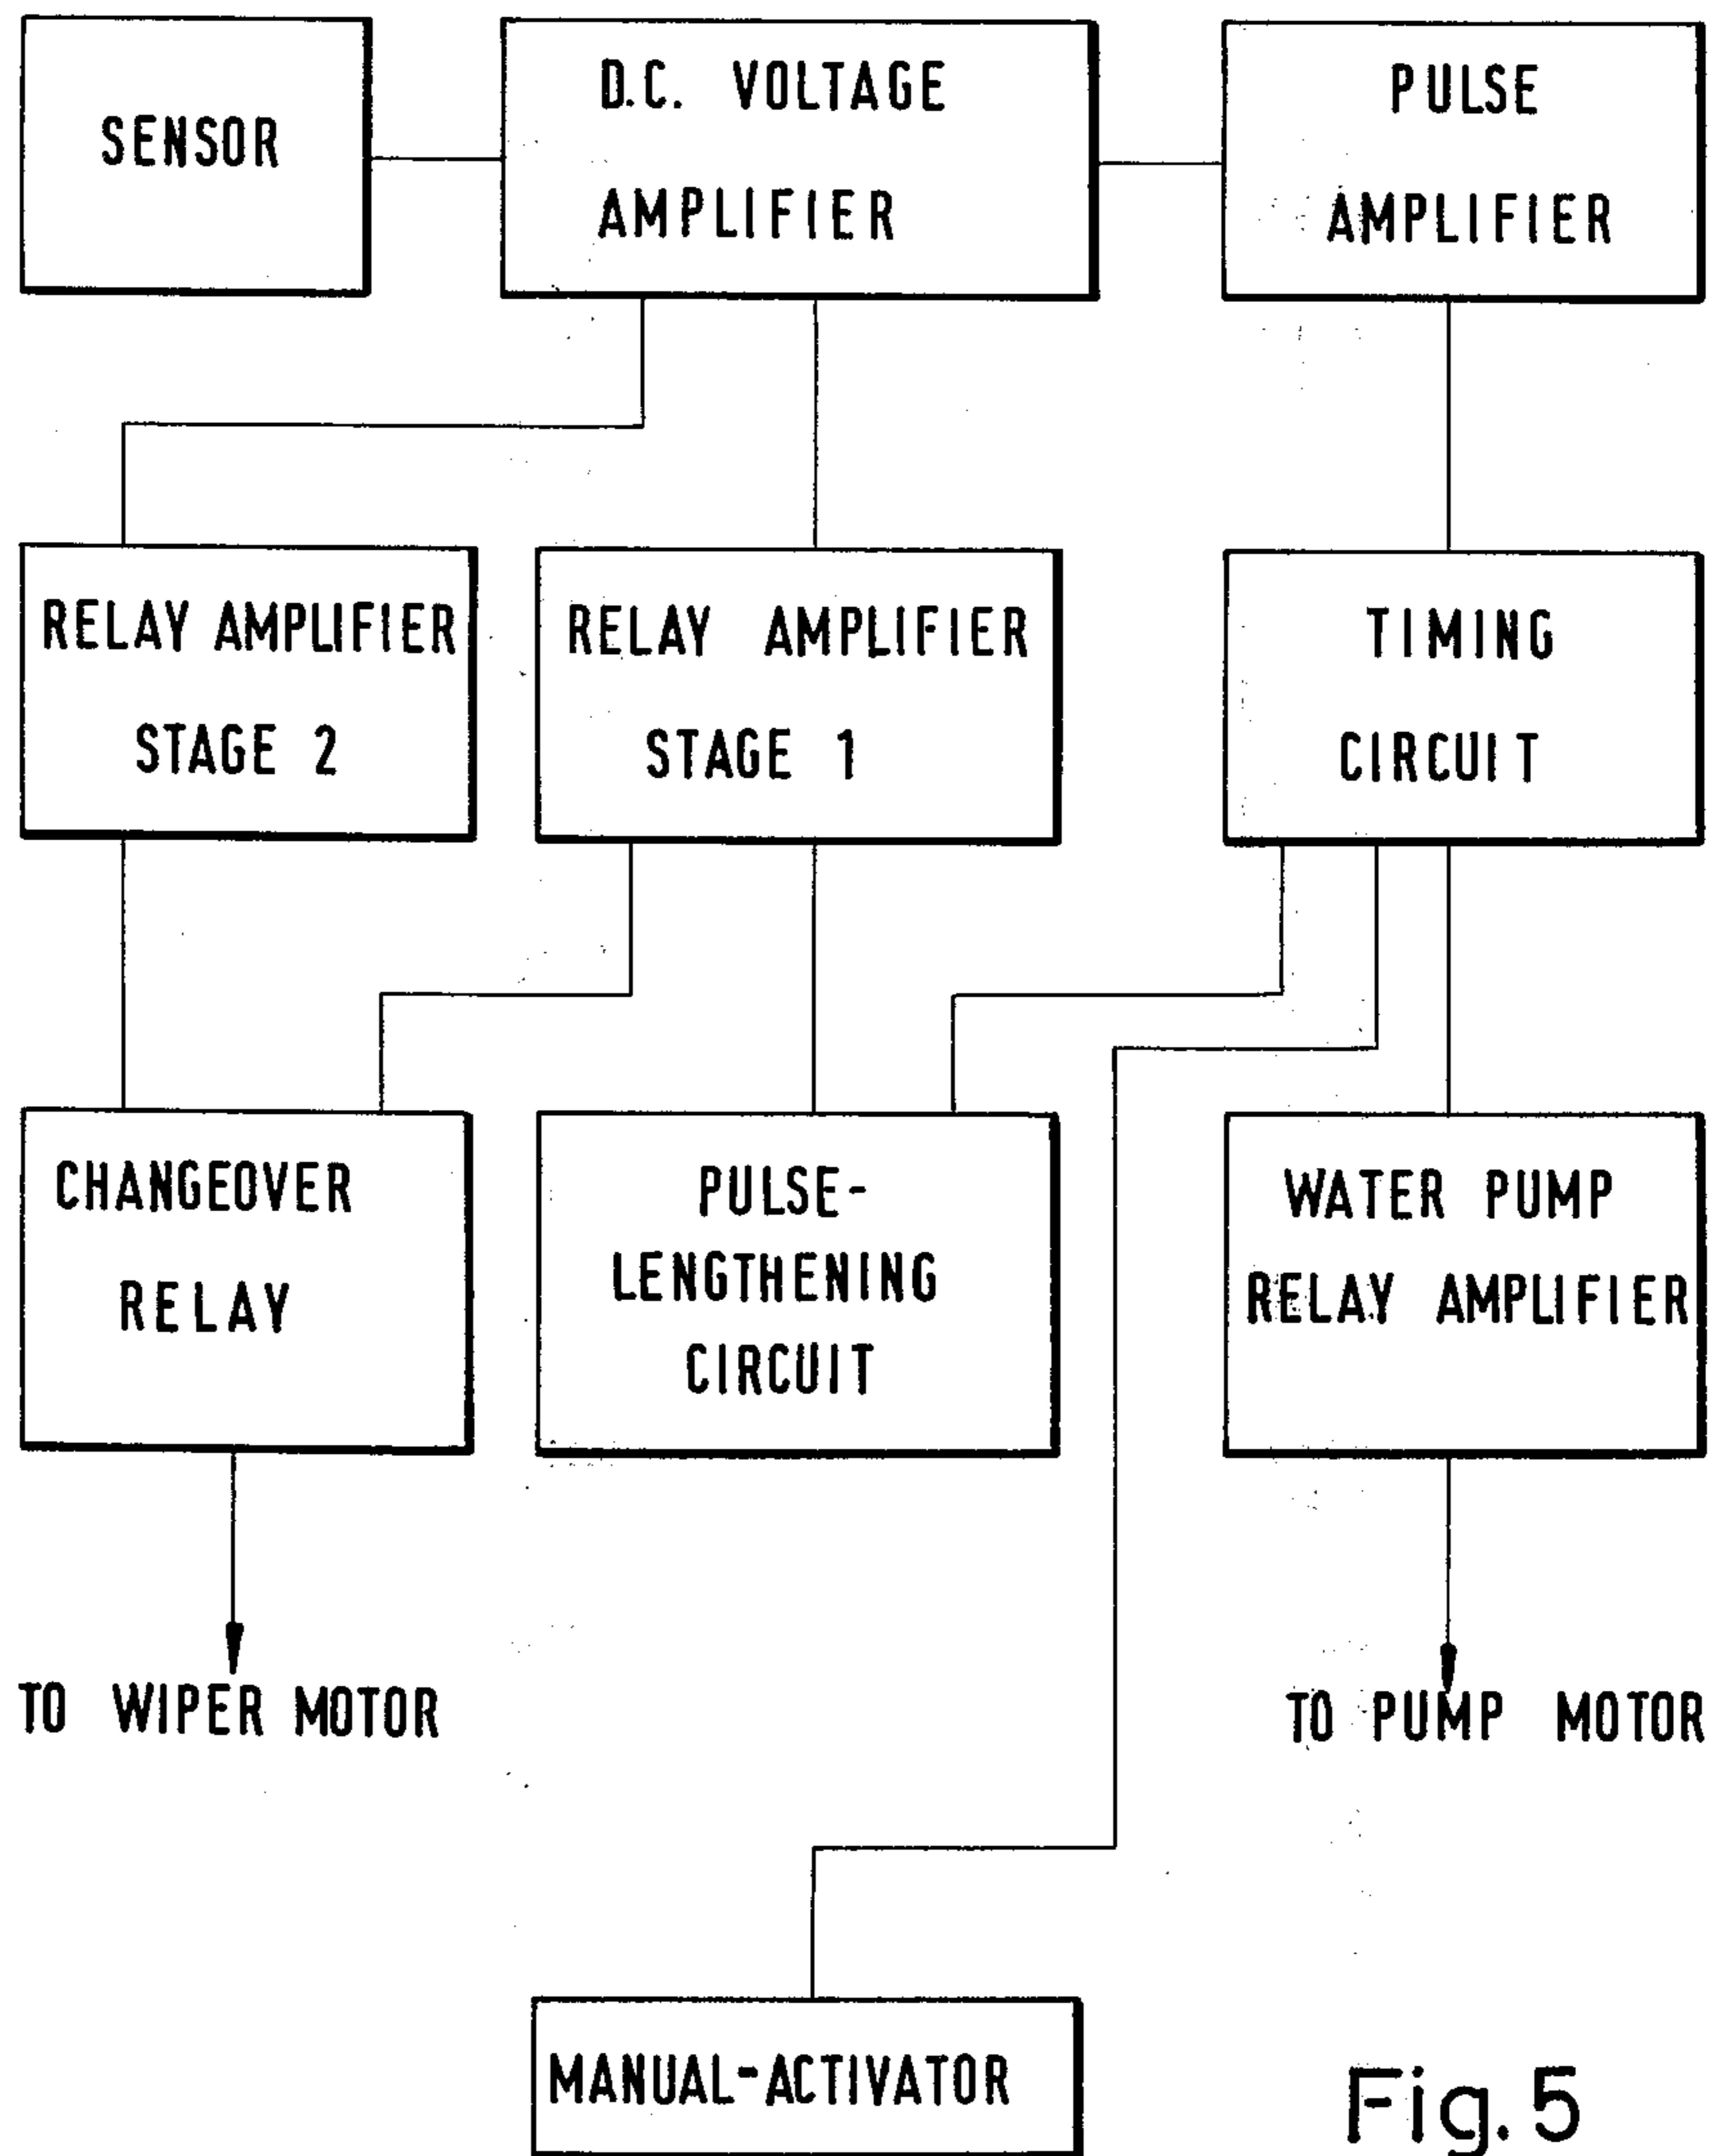 SENSOR
D.C. VOLTAGE
AMPLIFIER
PULSE
AMPLIFIER
RELAY AMPLIFIER
STAGE 2
RELAY AMPLIFIER
STAGE 1
TIMING
CIRCUIT
CHANGEOVER
RELAY
PULSE-
LENGTHENING
CIRCUIT
WATER PUMP
RELAY AMPLIFIER
TO WIPER MOTOR
TO PUMP MOTOR
MANUAL-ACTIVATOR
Fig. 5